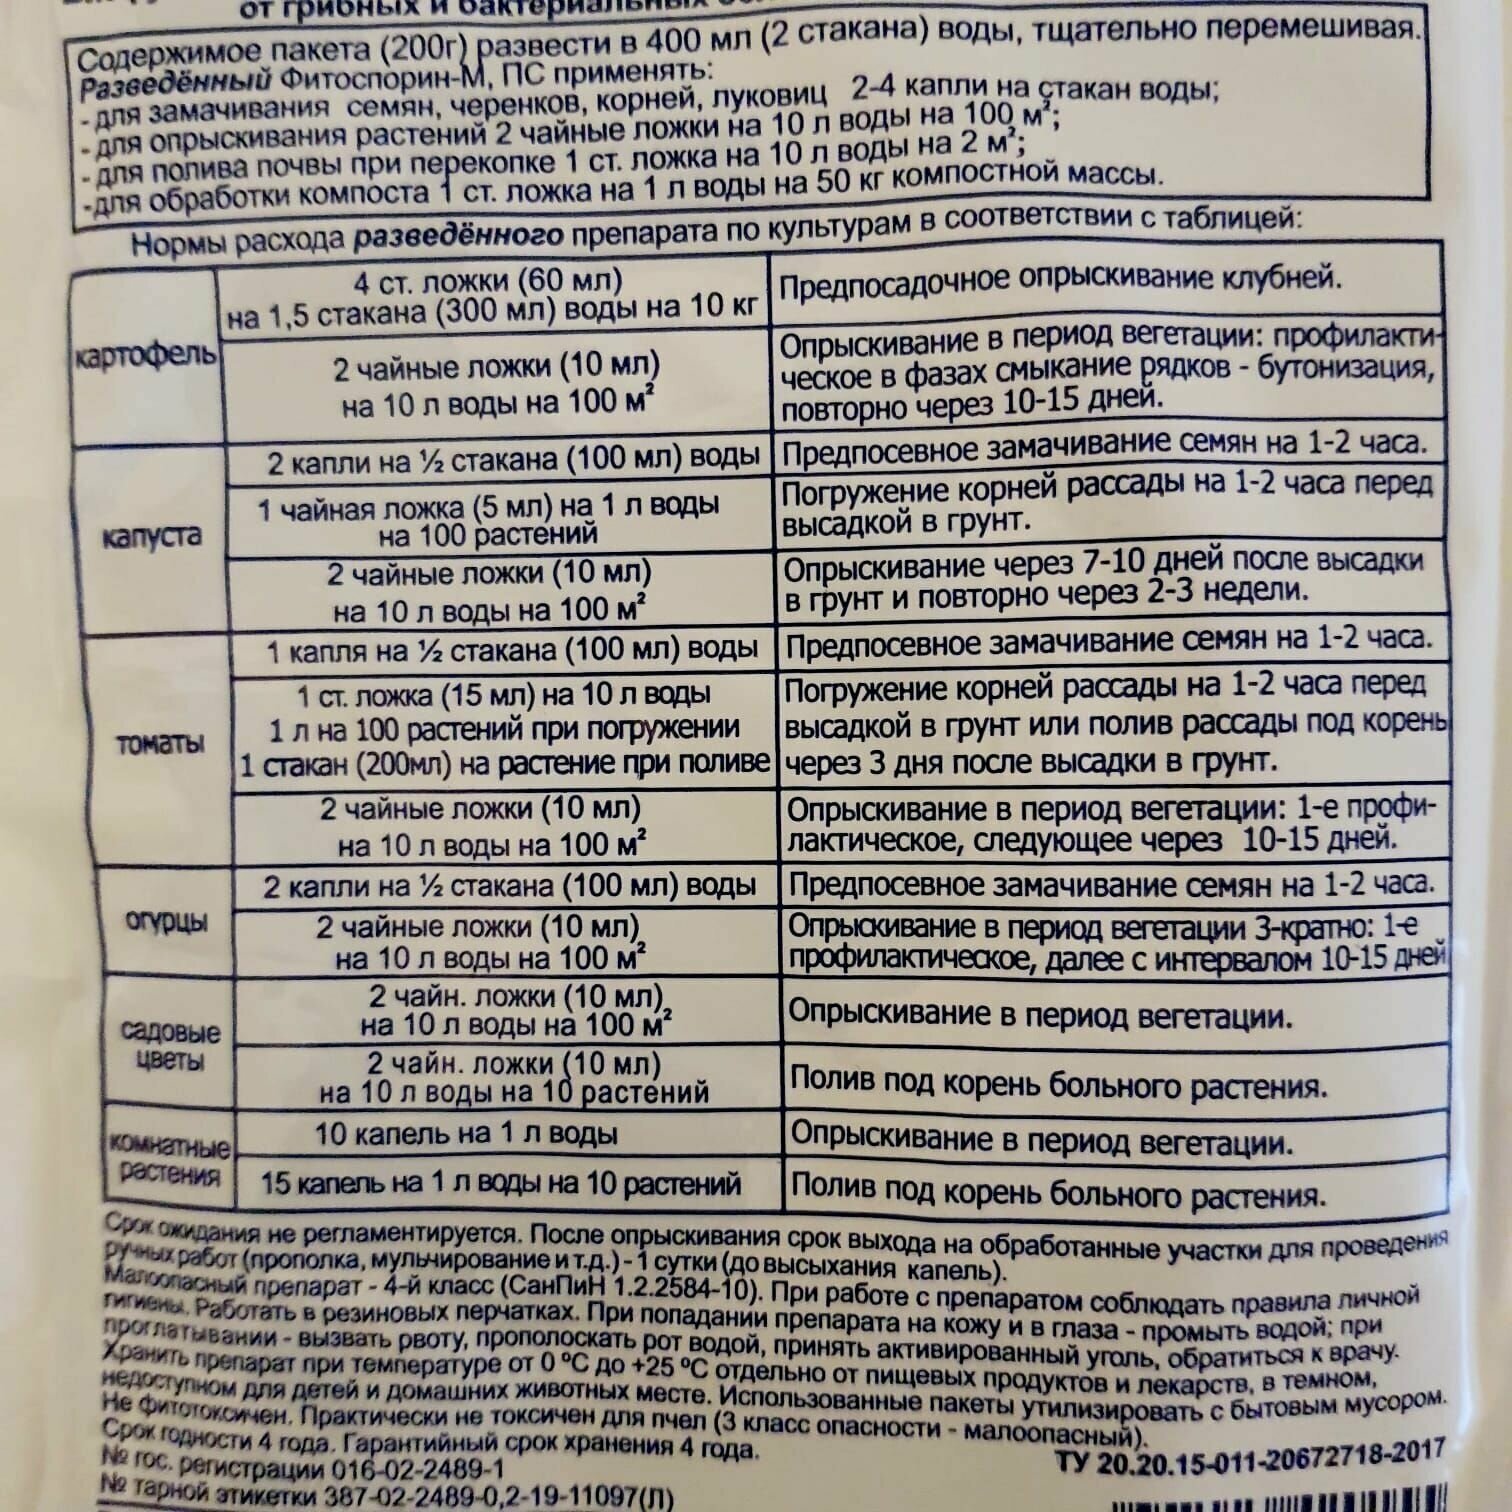 от грибных и бактериальных
Содержимое пакета (200г) развести в 400 мл (2 стакана) воды, тщательно перемешивая.
Разведённый Фитоспорин-М, ПС применять:
- для замачивания семян, черенков, корней, луковиц 2-4 капли на стакан воды;
- для опрыскивания растений 2 чайные ложки на 10 л воды на 100 м²;
- для полива почвы при перекопке 1 ст. ложка на 10 л воды на 2 м²;
-для обработки компоста 1 ст. ложка на 1 л воды на 50 кг компостной массы.
Нормы расхода разведённого препарата по культурам в соответствии с таблицей:
картофель
4 ст. ложки (60 мл)
на 1,5 стакана (300 мл) воды на 10 кг
Предпосадочное опрыскивание клубней.
2 чайные ложки (10 мл)
на 10 л воды на 100 м²
Опрыскивание в период вегетации: профилакти-
ческое в фазах смыкание рядков - бутонизация,
повторно через 10-15 дней.
капуста
2 капли на ½ стакана (100 мл) воды
Предпосевное замачивание семян на 1-2 часа.
1 чайная ложка (5 мл) на 1 л воды
на 100 растений
Погружение корней рассады на 1-2 часа перед
высадкой в грунт.
2 чайные ложки (10 мл)
на 10 л воды на 100 м²
Опрыскивание через 7-10 дней после высадки
в грунт и повторно через 2-3 недели.
томаты
1 капля на ½ стакана (100 мл) воды
Предпосевное замачивание семян на 1-2 часа.
1 ст. ложка (15 мл) на 10 л воды
1 л на 100 растений при погружении
1 стакан (200мл) на растение при поливе
Погружение корней рассады на 1-2 часа перед
высадкой в грунт или полив рассады под корень
через 3 дня после высадки в грунт.
2 чайные ложки (10 мл)
на 10 л воды на 100 м²
Опрыскивание в период вегетации: 1-е профи-
лактическое, следующее через 10-15 дней.
огурцы
2 капли на ½ стакана (100 мл) воды
Предпосевное замачивание семян на 1-2 часа.
2 чайные ложки (10 мл)
на 10 л воды на 100 м²
Опрыскивание в период вегетации 3-кратно: 1-е
профилактическое, далее с интервалом 10-15 дней
садовые
цветы
2 чайн. ложки (10 мл)
на 10 л воды на 100 м²
Опрыскивание в период вегетации.
2 чайн. ложки (10 мл)
на 10 л воды на 10 растений
Полив под корень больного растения.
комнатные
растения
10 капель на 1 л воды
Опрыскивание в период вегетации.
15 капель на 1 л воды на 10 растений
Полив под корень больного растения.
Срок ожидания не регламентируется. После опрыскивания срок выхода на обработанные участки для проведения
ручных работ (прополка, мульчирование и т.д.) - 1 сутки (до высыхания капель).
Малоопасный препарат - 4-й класс (СанПиН 1.2.2584-10). При работе с препаратом соблюдать правила личной
гигиены. Работать в резиновых перчатках. При попадании препарата на кожу и в глаза - промыть водой; при
проглатывании - вызвать рвоту, прополоскать рот водой, принять активированный уголь, обратиться к врачу.
Хранить препарат при температуре от 0 °С до +25 °С отдельно от пищевых продуктов и лекарств, в темном,
недоступном для детей и домашних животных месте. Использованные пакеты утилизировать с бытовым мусором.
Не фитотоксичен. Практически не токсичен для пчел (3 класс опасности - малоопасный).
Срок годности 4 года. Гарантийный срок хранения 4 года.
ТУ 20.20.15-011-20672718-2017
№ гос. регистрации 016-02-2489-1
№ тарной этикетки 387-02-2489-0,2-19-11097(Л)